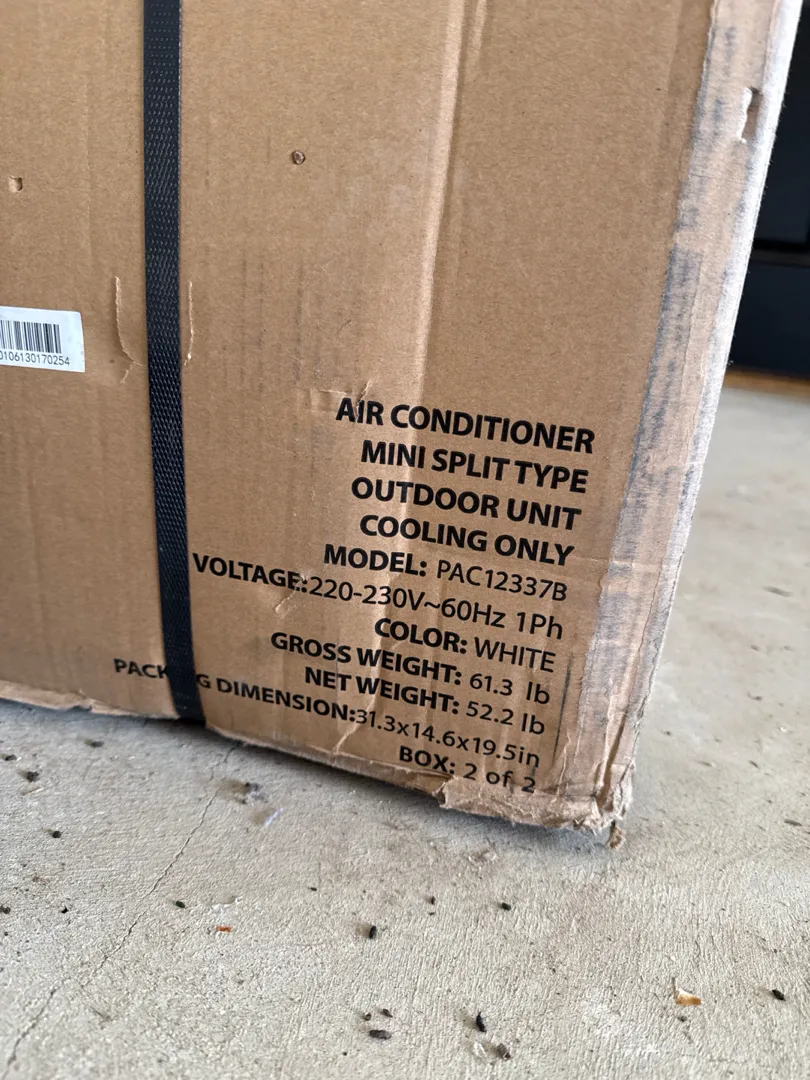 0106130170254
AIR CONDITIONER
MINI SPLIT TYPE
OUTDOOR UNIT
COOLING ONLY
MODEL: PAC12337B
VOLTAGE:220-230V~60Hz 1Ph
COLOR: WHITE
GROSS WEIGHT: 61.3 lb
NET WEIGHT: 52.2 lb
PACK G DIMENSION:31.3x14.6x19.5in
BOX: 2 of 2